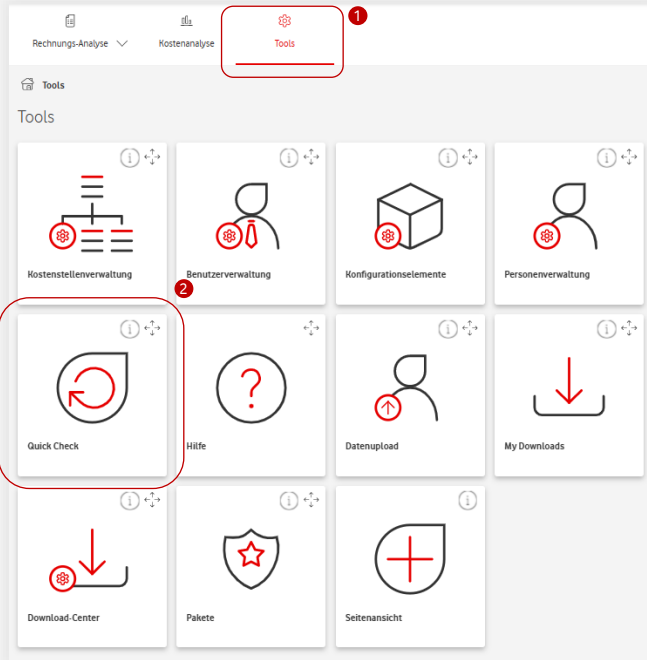 1
Rechnungs-Analyse Kostenanalyse Tools
Tools
Tools
Kostenstellenverwaltung Benutzerverwaltung Konfigurationselemente Personenverwaltung
2
Quick Check Hilfe Datenupload My Downloads
Download-Center Pakete Seitenansicht